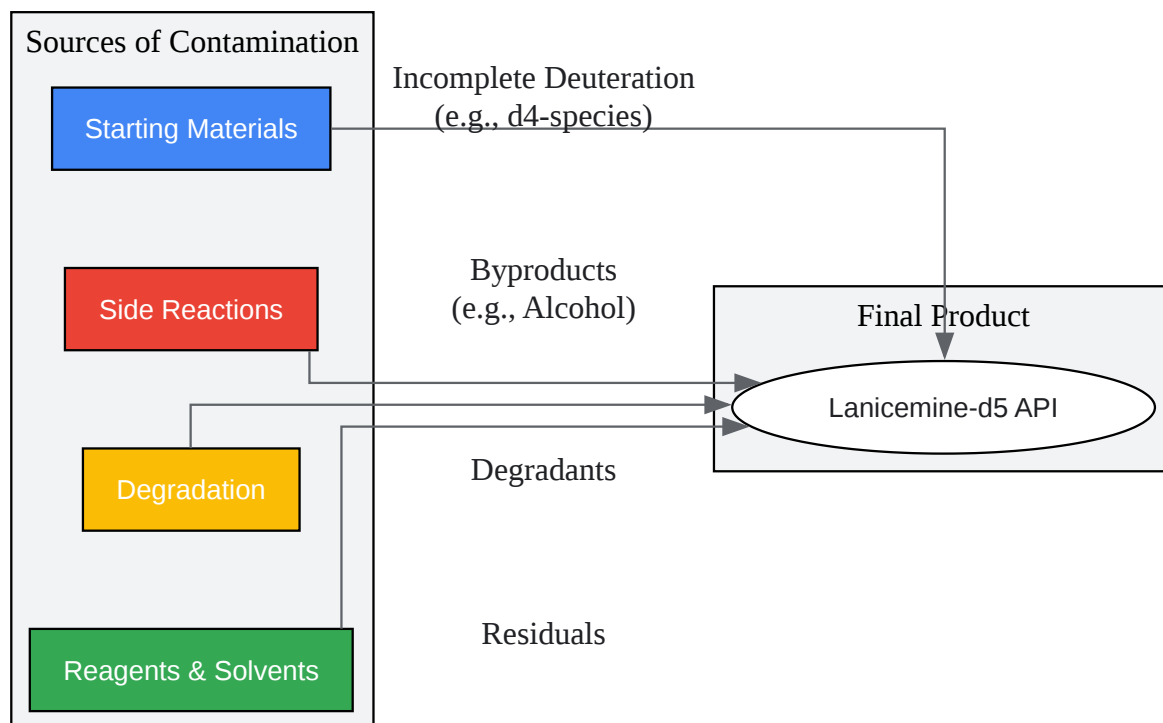 Sources of Contamination
Starting Materials
Incomplete Deuteration
(e.g., d4-species)
Side Reactions
Byproducts
(e.g., Alcohol)
Final Product
Lanicemine-d5 API
Degradation
Degradants
Reagents & Solvents
Residuals